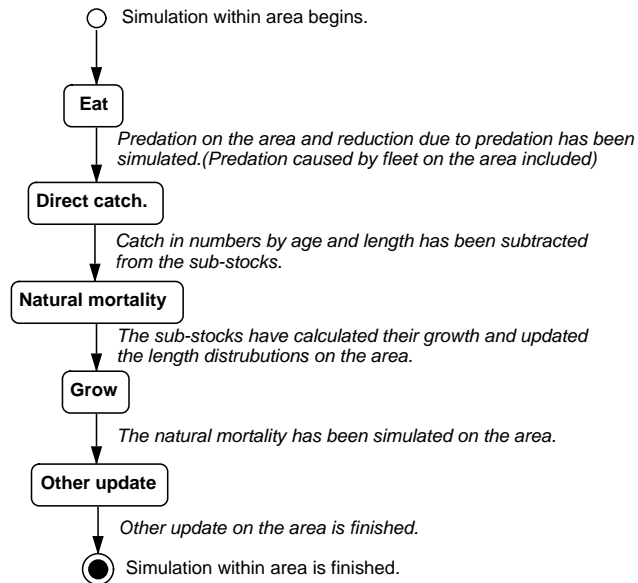 Simulation within area begins.
Eat
Predation on the area and reduction due to predation has been
simulated.(Predation caused by fleet on the area included)
Direct catch.
Catch in numbers by age and length has been subtracted
from the sub-stocks.
Natural mortality
The sub-stocks have calculated their growth and updated
the length distrubutions on the area.
Grow
The natural mortality has been simulated on the area.
Other update
Other update on the area is finished.
Simulation within area is finished.